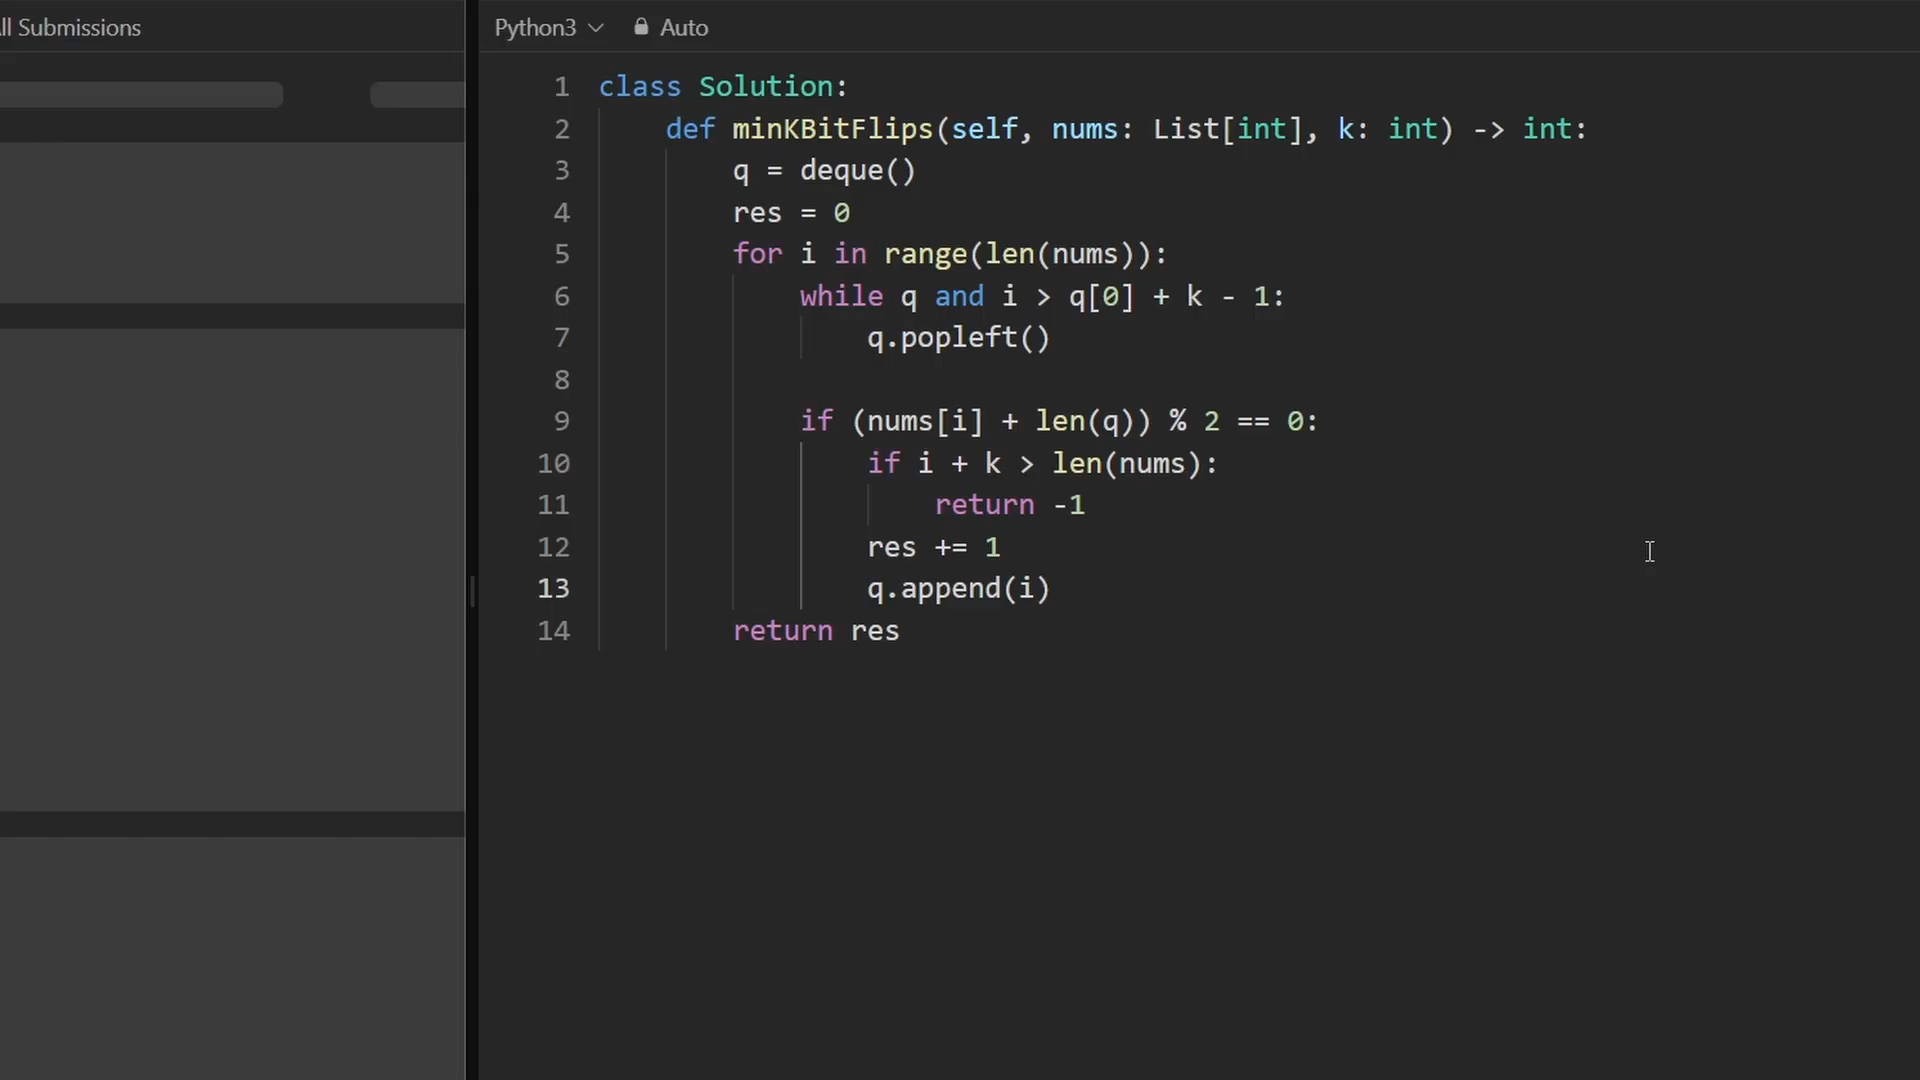 ll Submissions
Python3 Auto
1 class Solution:
2     def minKBitFlips(self, nums: List[int], k: int) -> int:
3         q = deque()
4         res = 0
5         for i in range(len(nums)):
6             while q and i > q[0] + k - 1:
7                 q.popleft()
8
9             if (nums[i] + len(q)) % 2 == 0:
10                 if i + k > len(nums):
11                     return -1
12                 res += 1
13                 q.append(i)
14         return res